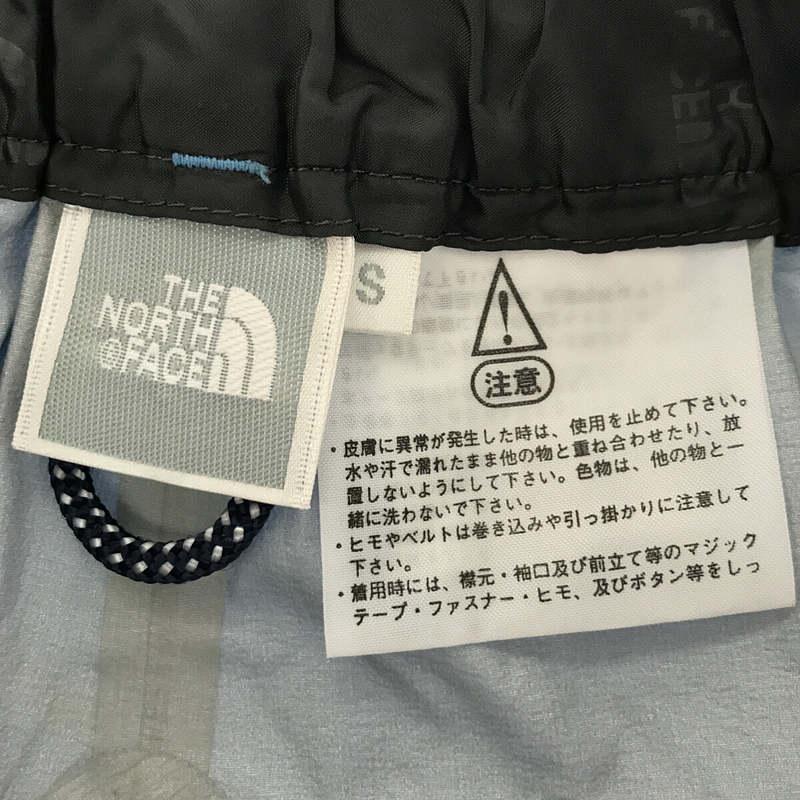 THE
NORTH
FACE
S
注意
・皮膚に異常が発生した時は、使用を止めて下さい。
・水や汗で濡れたまま他の物と重ね合わせたり、放
置しないようにして下さい。色物は、他の物と一
緒に洗わないで下さい。
・ヒモやベルトは巻き込みや引っ掛かりに注意して
下さい。
・着用時には、襟元・袖口及び前立て等のマジック
テープ・ファスナー・ヒモ、及びボタン等をしっ